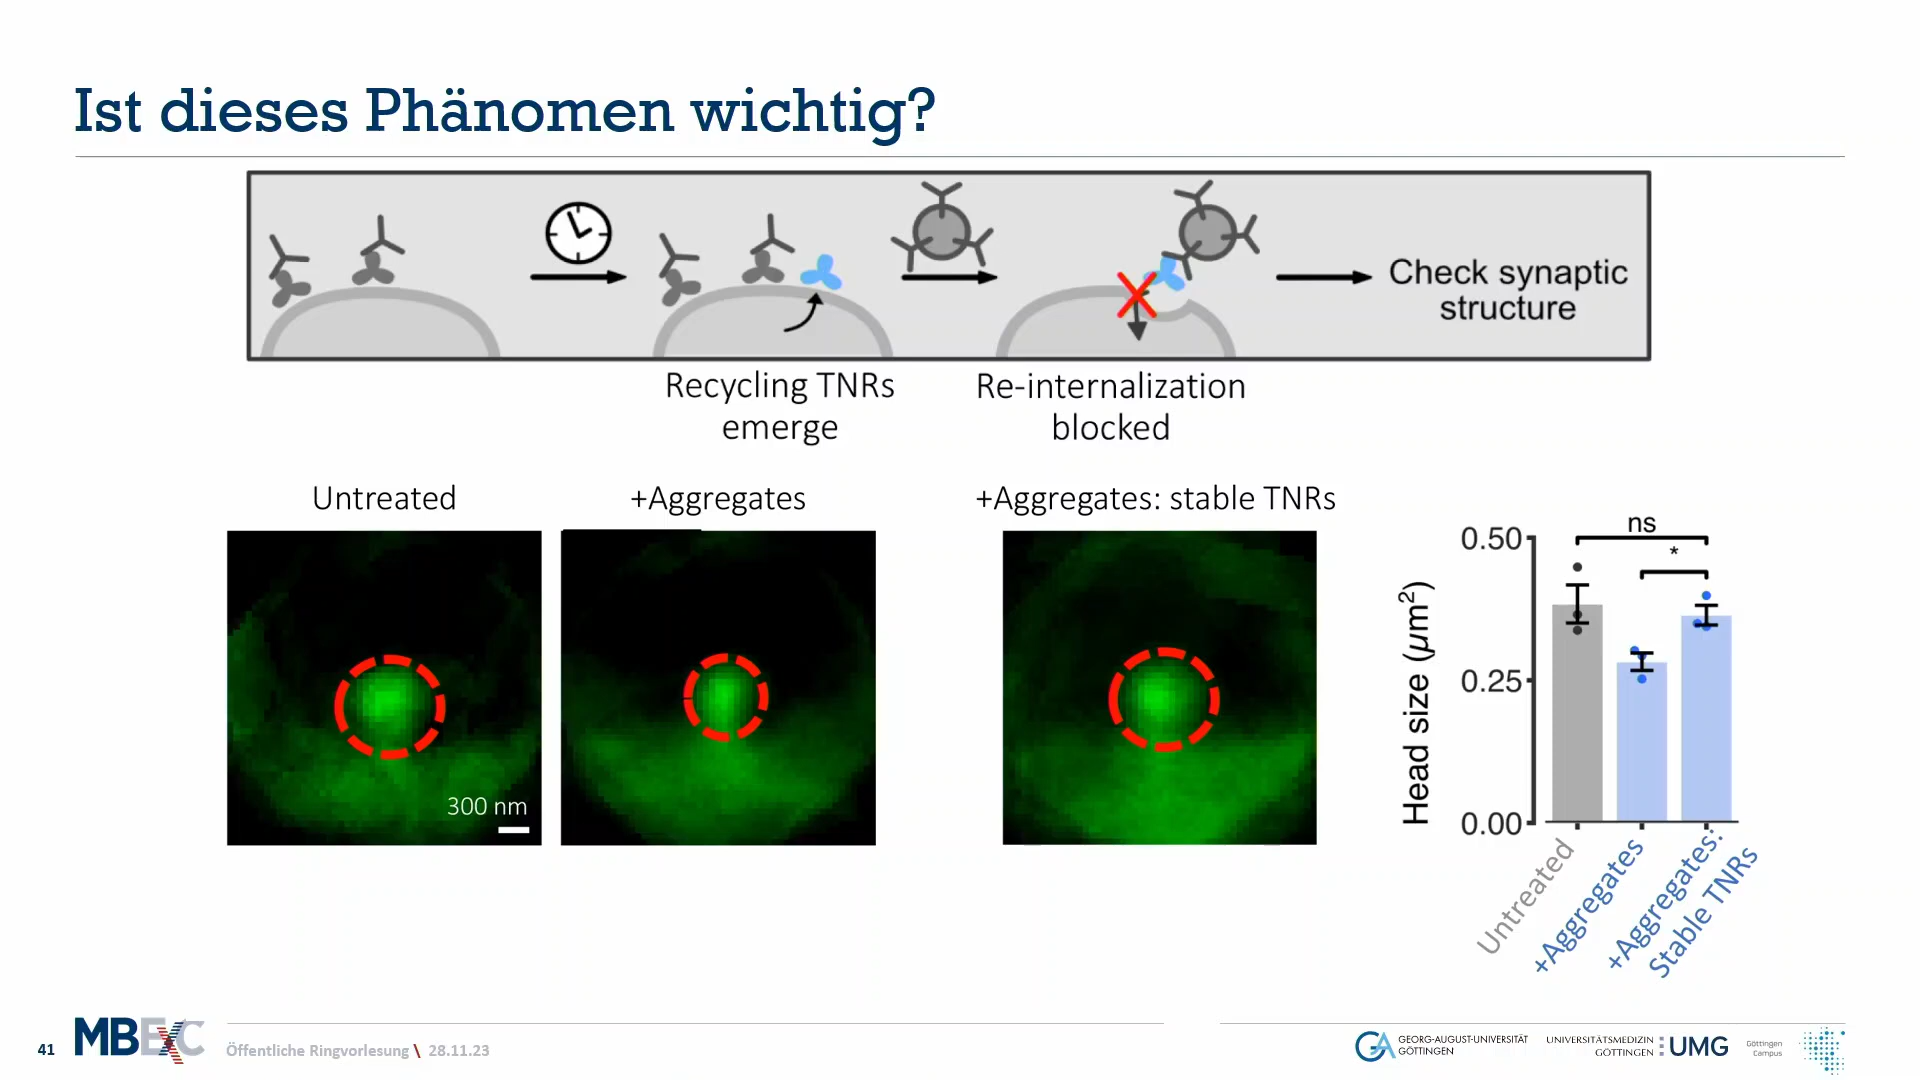 Ist dieses Phänomen wichtig?
Check synaptic
structure
Recycling TNRs
emerge
Re-internalization
blocked
Untreated
+Aggregates
+Aggregates: stable TNRs
300 nm
ns
*
0.50
0.25
0.00
Head size (µm²)
Untreated
+Aggregates
+Aggregates:
Stable TNRs
41
MBExC
Öffentliche Ringvorlesung \ 28.11.23
GEORG-AUGUST-UNIVERSITÄT
GÖTTINGEN
UNIVERSITÄTSMEDIZIN
GÖTTINGEN
UMG
Göttingen
Campus